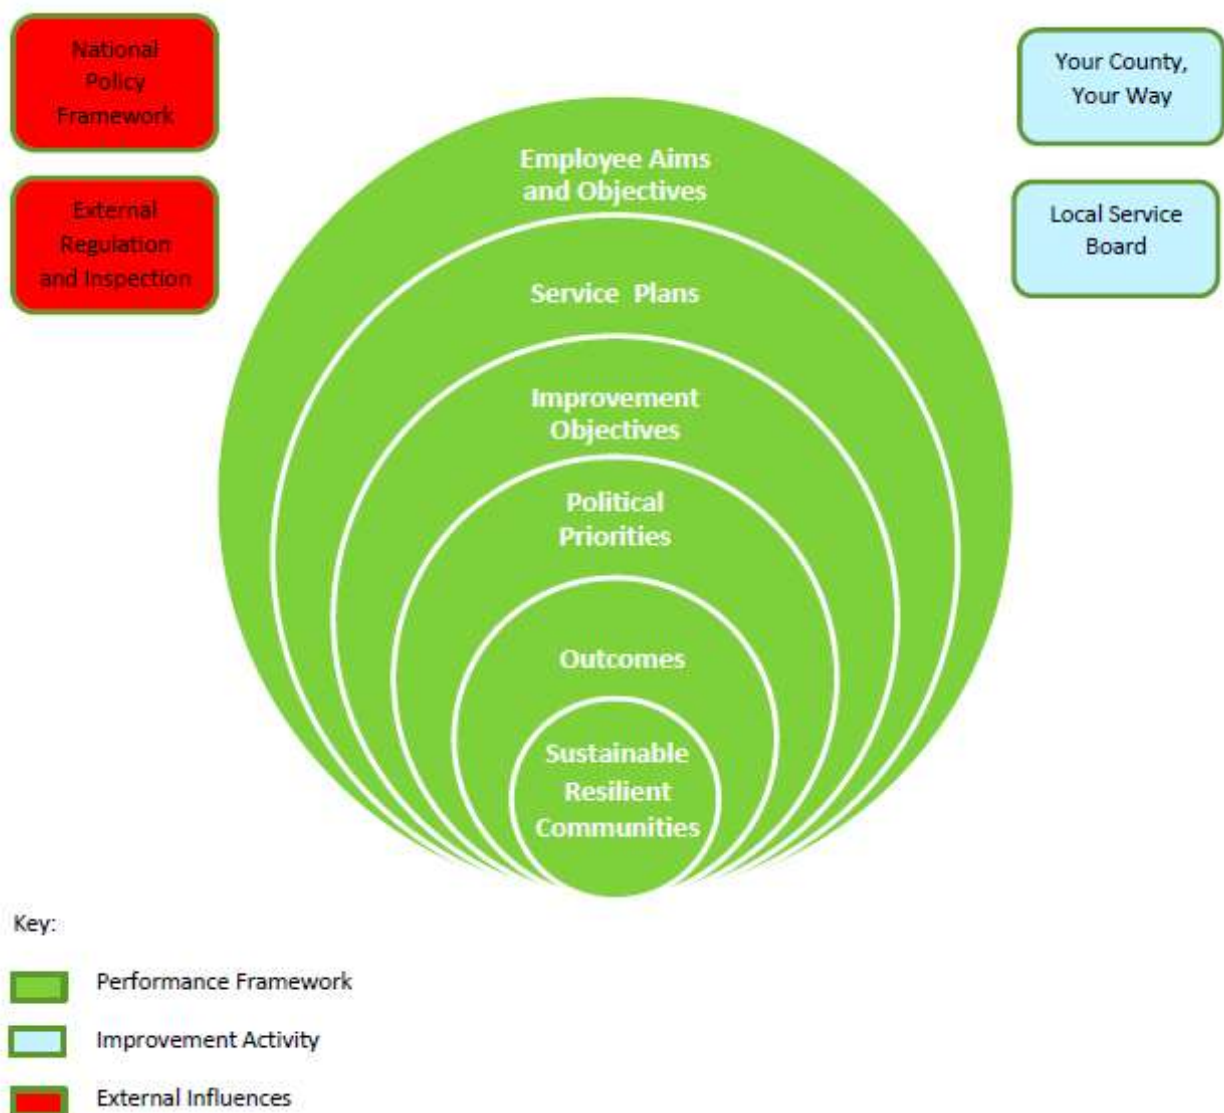 National
Policy
Framework
External
Regulation
and Inspection
Your County,
Your Way
Local Service
Board
Employee Aims
and Objectives
Service Plans
Improvement
Objectives
Political
Priorities
Outcomes
Sustainable
Resilient
Communities
Key:
Performance Framework
Improvement Activity
External Influences